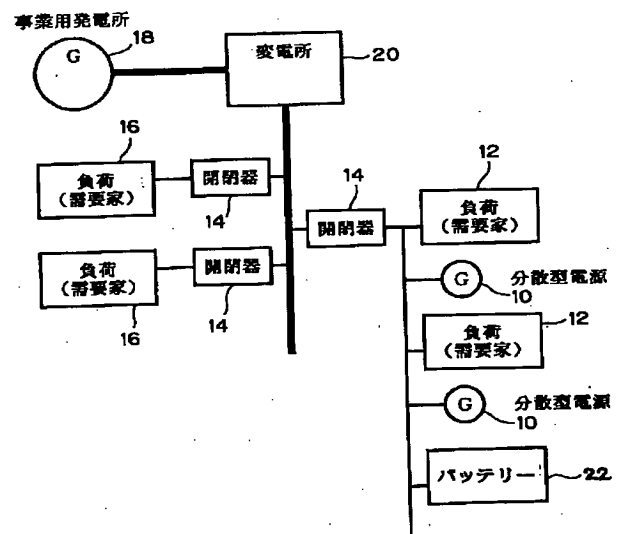 事業用発電所
G
18
変電所
20
16
負荷
(需要家)
開閉器
14
負荷
(需要家)
16
開閉器
14
14
開閉器
12
負荷
(需要家)
G
10
分散型電源
負荷
(需要家)
12
G
10
分散型電源
バッテリー
22